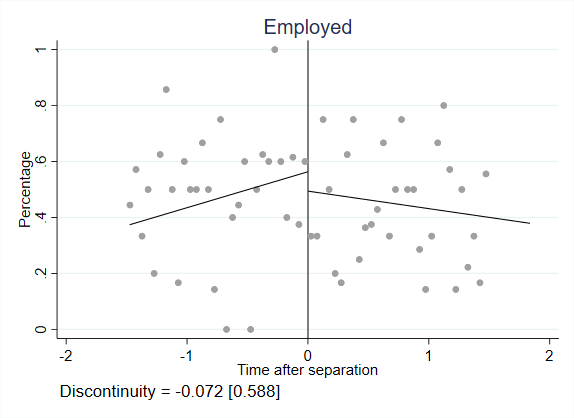 Employed
Percentage
1
.8
.6
.4
.2
0
-2 -1 0 1 2
Time after separation
Discontinuity = -0.072 [0.588]